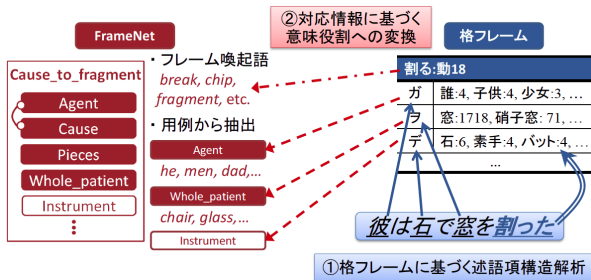 ②対応情報に基づく
意味役割への変換
FrameNet
格フレーム
Cause_to_fragment
Agent
Cause
Pieces
Whole_patient
Instrument
・フレーム喚起語
break, chip,
fragment, etc.
・用例から抽出
Agent
he, men, dad,...
Whole_patient
chair, glass,...
Instrument
割る:動18
ガ 誰:4, 子供:4, 少女:3, …
ヲ 窓:1718, 硝子窓: 71, …
デ 石:6, 素手:4, バット:4, …
…
彼は石で窓を割った
①格フレームに基づく述語項構造解析